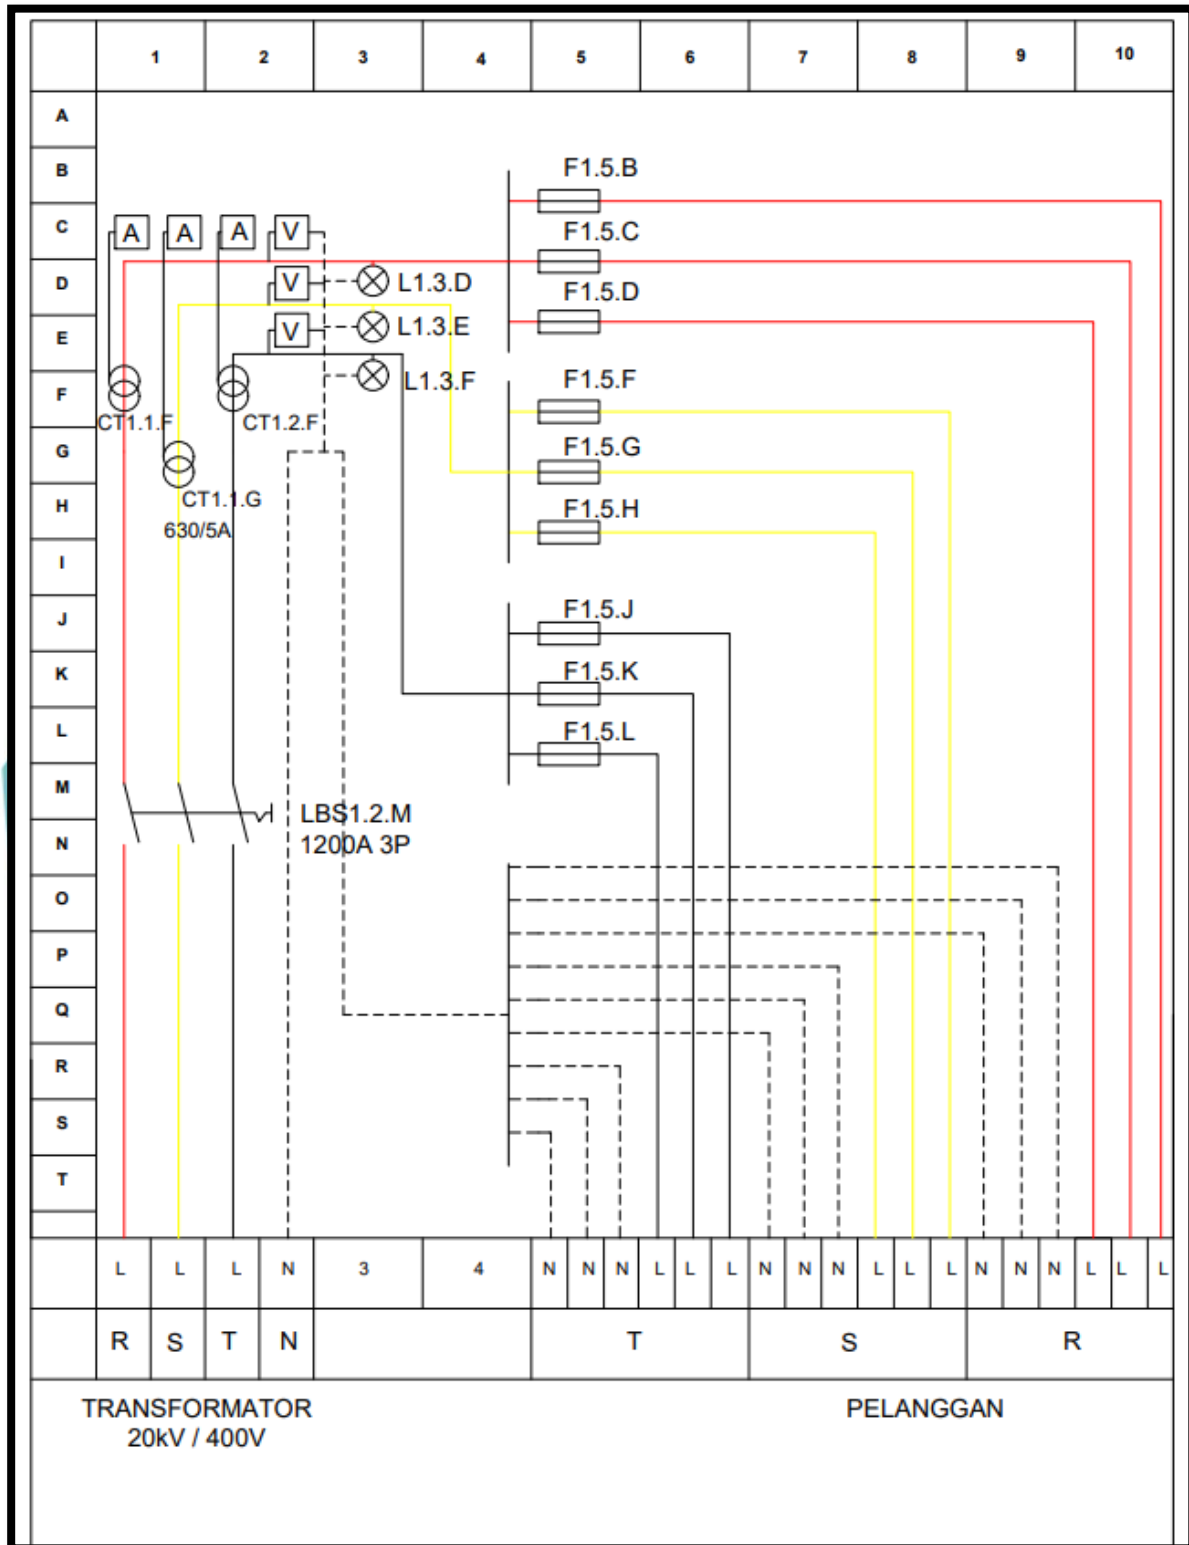 1 2 3 4 5 6 7 8 9 10
A
B F1.5.B
C A A A V F1.5.C
D V L1.3.D F1.5.D
E V L1.3.E
F L1.3.F F1.5.F
CT1.1.F CT1.2.F
G F1.5.G
CT1.1.G
H F1.5.H
630/5A
I
J F1.5.J
K F1.5.K
L F1.5.L
M LBS1.2.M
N 1200A 3P
O
P
Q
R
S
T
L L L N 3 4 N N N L L L N N N L L L N N N L L L
R S T N T S R
TRANSFORMATOR PELANGGAN
20kV / 400V